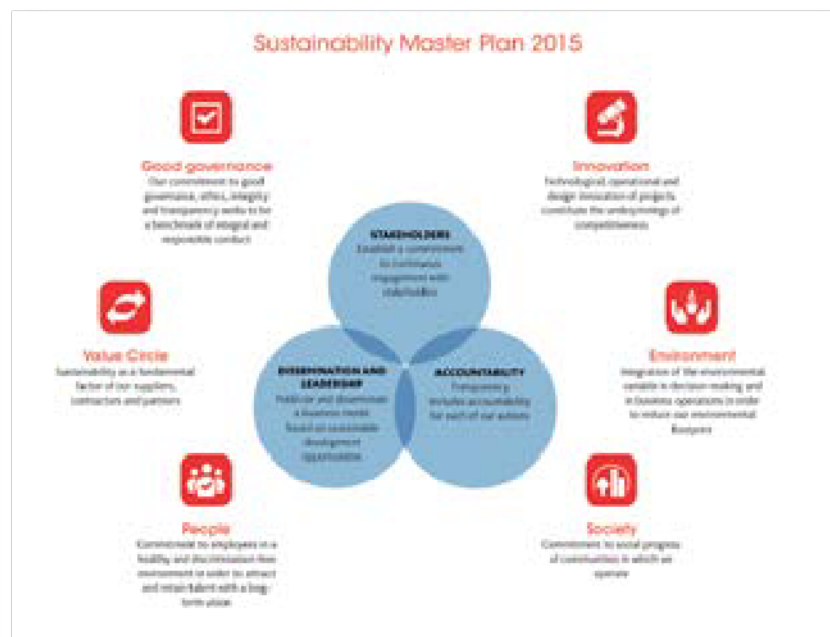 Sustainability Master Plan 2015
Good governance
Our commitment to good
governance, ethics, integrity
and transparency seeks to be
a benchmark of integral and
responsible conduct
Innovation
Technological, operational and
design innovation of projects
constitute the underpinnings of
competitiveness
STAKEHOLDERS
Establish a commitment
to continuous
engagement with
stakeholders
Value Circle
Sustainability as a fundamental
factor of our suppliers,
contractors and partners
Environment
Integration of the environmental
variable in decision-making and
in business operations in order
to reduce our environmental
footprint
DISSEMINATION AND
LEADERSHIP
and disseminate
a business model
based on sustainable
development
opportunities
ACCOUNTABILITY
Transparency
includes accountability
for each of our actions
People
Commitment to employees in a
healthy and discrimination-free
environment in order to attract
and retain talent with a long-
term vision
Society
Commitment to social progress
of communities in which we
operate